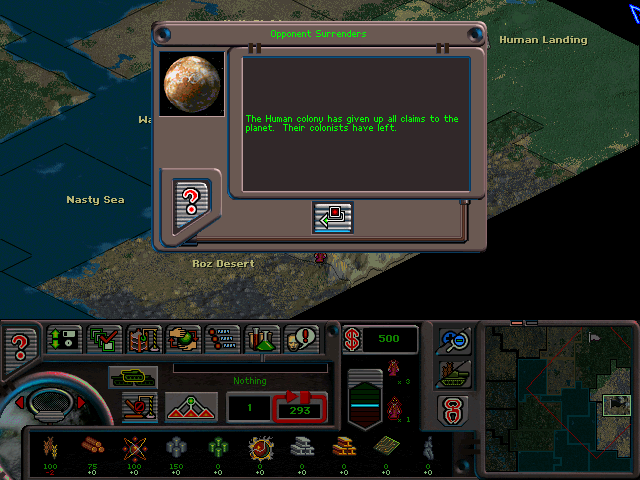 Opponent Surrenders
Human Landing
The Human colony has given up all claims to the
planet. Their colonists have left.
Wa
Nasty Sea
Roz Desert
$ 500
Nothing
x 3
1
293
x 1
100 75 100 150 0 0 0 0 0 0
-2 +0 +0 +0 +0 +0 +0 +0 +0 +0